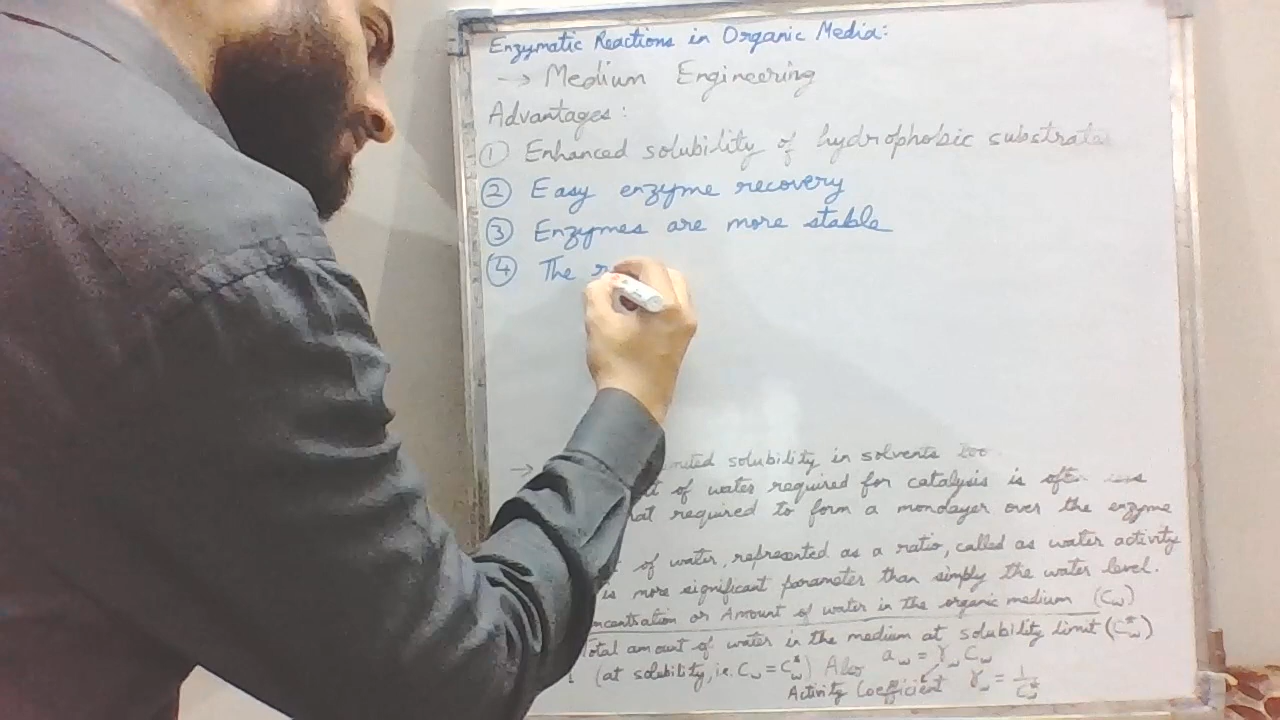 Enzymatic Reactions in Organic Media:
→ Medium Engineering
Advantages:
① Enhanced solubility of hydrophobic substrate
② Easy enzyme recovery
③ Enzymes are more stable
④ The
→ solubility in solvents too
of water required for catalysis is often less
required to form a monolayer over the enzyme
of water, represented as a ratio, called as water activity
is more significant parameter than simply the water level.
or Amount of water in the organic medium (Cw)
Total amount of water in the medium at solubility limit (C*w)
(at solubility, i.e. Cw = C*w) Also aw = γw Cw
Activity Coefficient γw = 1/C*w